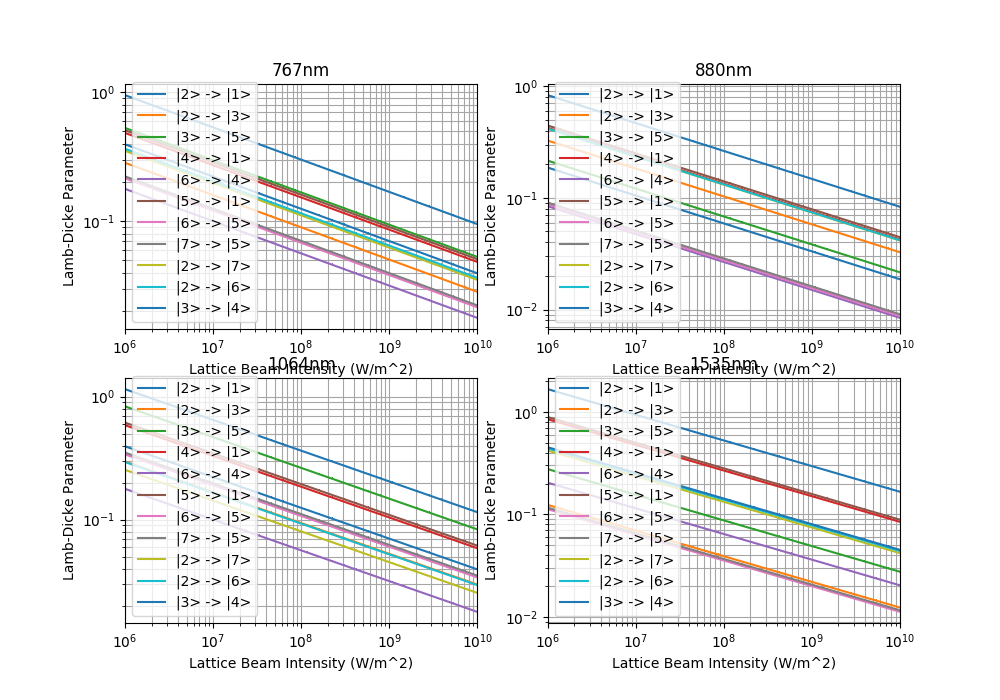 767nm
Lamb-Dicke Parameter
10^0
10^-1
|2> -> |1>
|2> -> |3>
|3> -> |5>
|4> -> |1>
|6> -> |4>
|5> -> |1>
|6> -> |5>
|7> -> |5>
|2> -> |7>
|2> -> |6>
|3> -> |4>
10^6 10^7 10^8 10^9 10^10
Lattice Beam Intensity (W/m^2)
880nm
Lamb-Dicke Parameter
10^0
10^-1
10^-2
|2> -> |1>
|2> -> |3>
|3> -> |5>
|4> -> |1>
|6> -> |4>
|5> -> |1>
|6> -> |5>
|7> -> |5>
|2> -> |7>
|2> -> |6>
|3> -> |4>
10^6 10^7 10^8 10^9 10^10
Lattice Beam Intensity (W/m^2)
1064nm
Lamb-Dicke Parameter
10^0
10^-1
|2> -> |1>
|2> -> |3>
|3> -> |5>
|4> -> |1>
|6> -> |4>
|5> -> |1>
|6> -> |5>
|7> -> |5>
|2> -> |7>
|2> -> |6>
|3> -> |4>
10^6 10^7 10^8 10^9 10^10
Lattice Beam Intensity (W/m^2)
1535nm
Lamb-Dicke Parameter
10^0
10^-1
10^-2
|2> -> |1>
|2> -> |3>
|3> -> |5>
|4> -> |1>
|6> -> |4>
|5> -> |1>
|6> -> |5>
|7> -> |5>
|2> -> |7>
|2> -> |6>
|3> -> |4>
10^6 10^7 10^8 10^9 10^10
Lattice Beam Intensity (W/m^2)